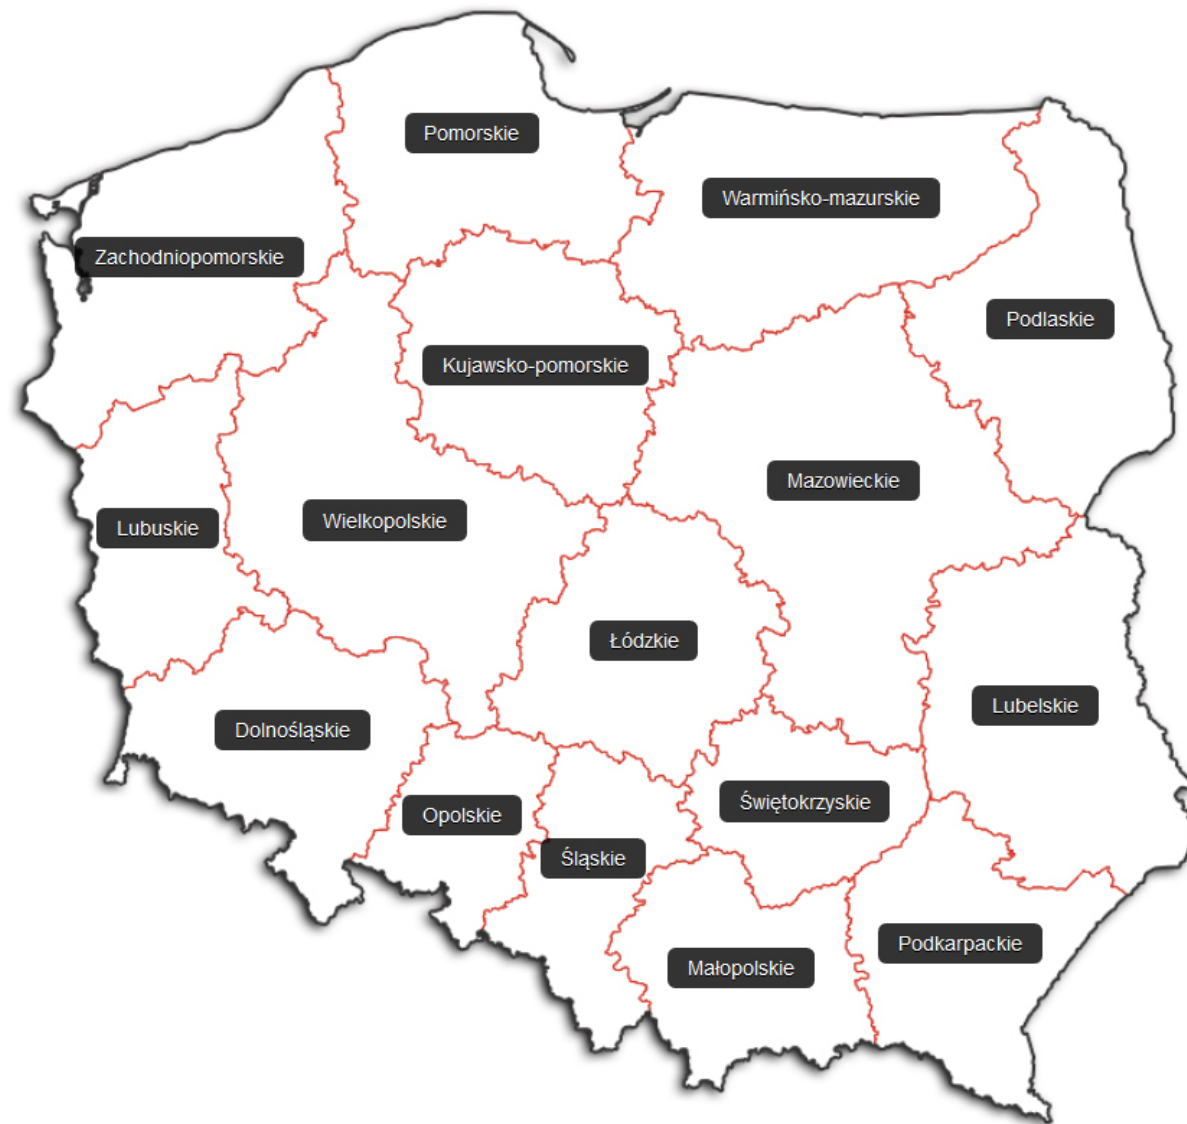 Pomorskie
Warmińsko-mazurskie
Zachodniopomorskie
Podlaskie
Kujawsko-pomorskie
Mazowieckie
Wielkopolskie
Lubuskie
Łódzkie
Lubelskie
Dolnośląskie
Świętokrzyskie
Opolskie
Śląskie
Podkarpackie
Małopolskie